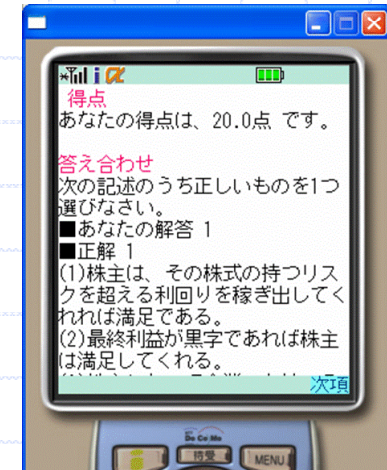 i α
得点
あなたの得点は、20.0点 です。
答え合わせ
次の記述のうち正しいものを1つ
選びなさい。
■あなたの解答 1
■正解 1
(1)株主は、その株式の持つリス
クを超える利回りを稼ぎ出してく
れれば満足である。
(2)最終利益が黒字であれば株主
は満足してくれる。
次項
Do Co Mo
待受
MENU